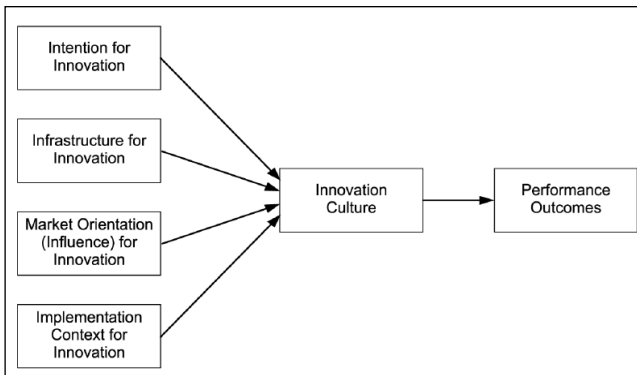 Intention for
Innovation
Infrastructure for
Innovation
Market Orientation
(Influence) for
Innovation
Implementation
Context for
Innovation
Innovation
Culture
Performance
Outcomes